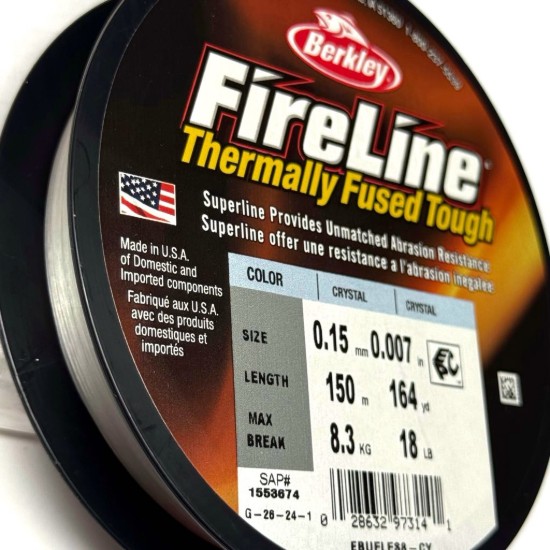 Berkley
FireLine
Thermally Fused Tough
Superline Provides Unmatched Abrasion Resistance
Superline offer une resistance a l'abrasion inegalee
Made in U.S.A.
of Domestic and
Imported components
Fabriqué aux U.S.A.
avec des produits
domestiques et
importés
COLOR CRYSTAL CRYSTAL
SIZE 0.15 mm 0.007 in
LENGTH 150 m 164 yd
MAX
BREAK 8.3 KG 18 LB
SAP#
1553674
G-26-24-1
0 28632 97314 1